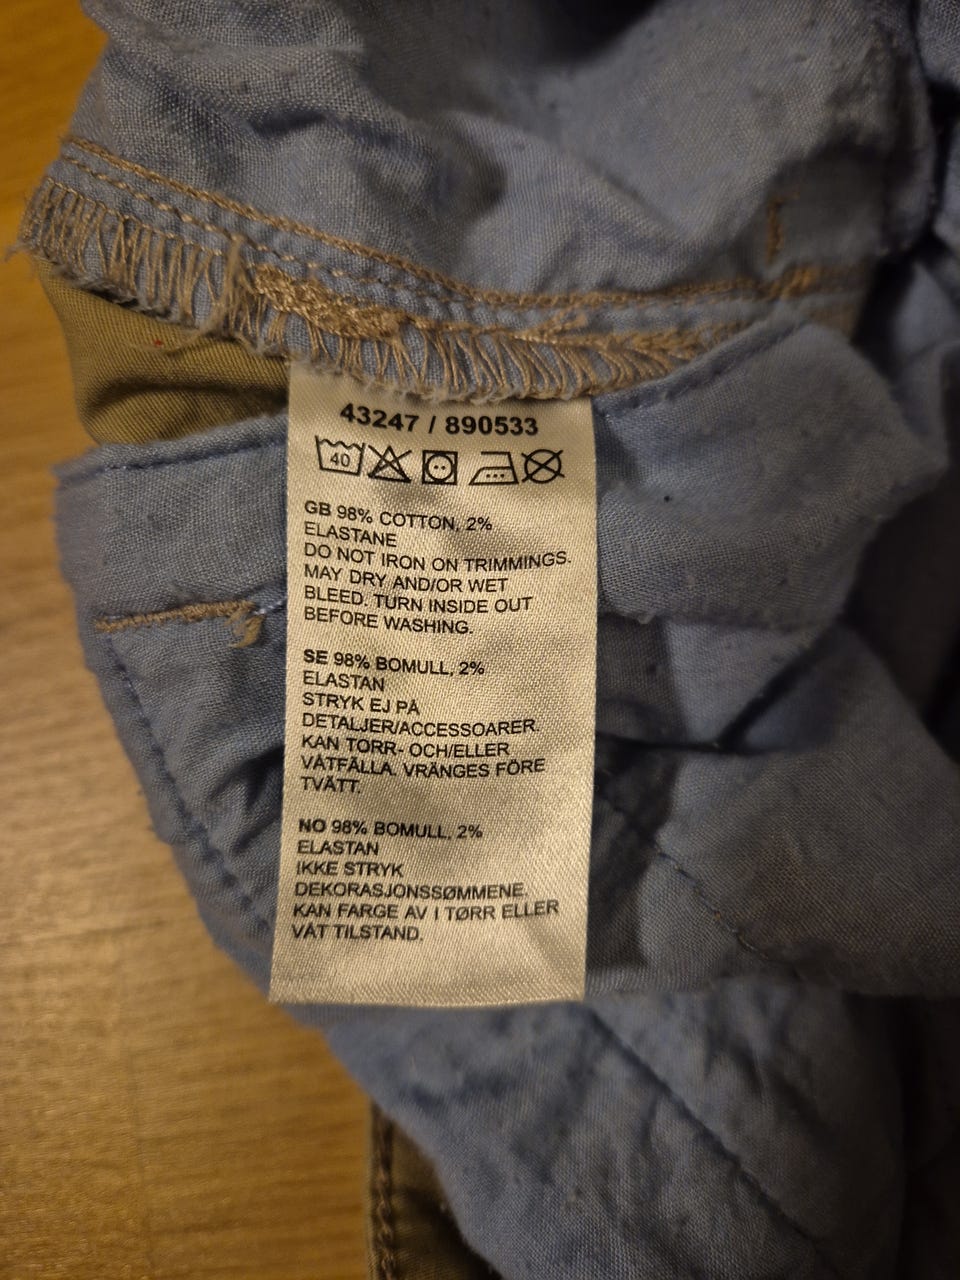 43247 / 890533
40
GB 98% COTTON, 2%
ELASTANE
DO NOT IRON ON TRIMMINGS.
MAY DRY AND/OR WET
BLEED. TURN INSIDE OUT
BEFORE WASHING.
SE 98% BOMULL, 2%
ELASTAN
STRYK EJ PÅ
DETALJER/ACCESSOARER.
KAN TORR- OCH/ELLER
VÅTFÄLLA. VRÄNGES FÖRE
TVÄTT.
NO 98% BOMULL, 2%
ELASTAN
IKKE STRYK
DEKORASJONSSØMMENE.
KAN FARGE AV I TØRR ELLER
VÅT TILSTAND.